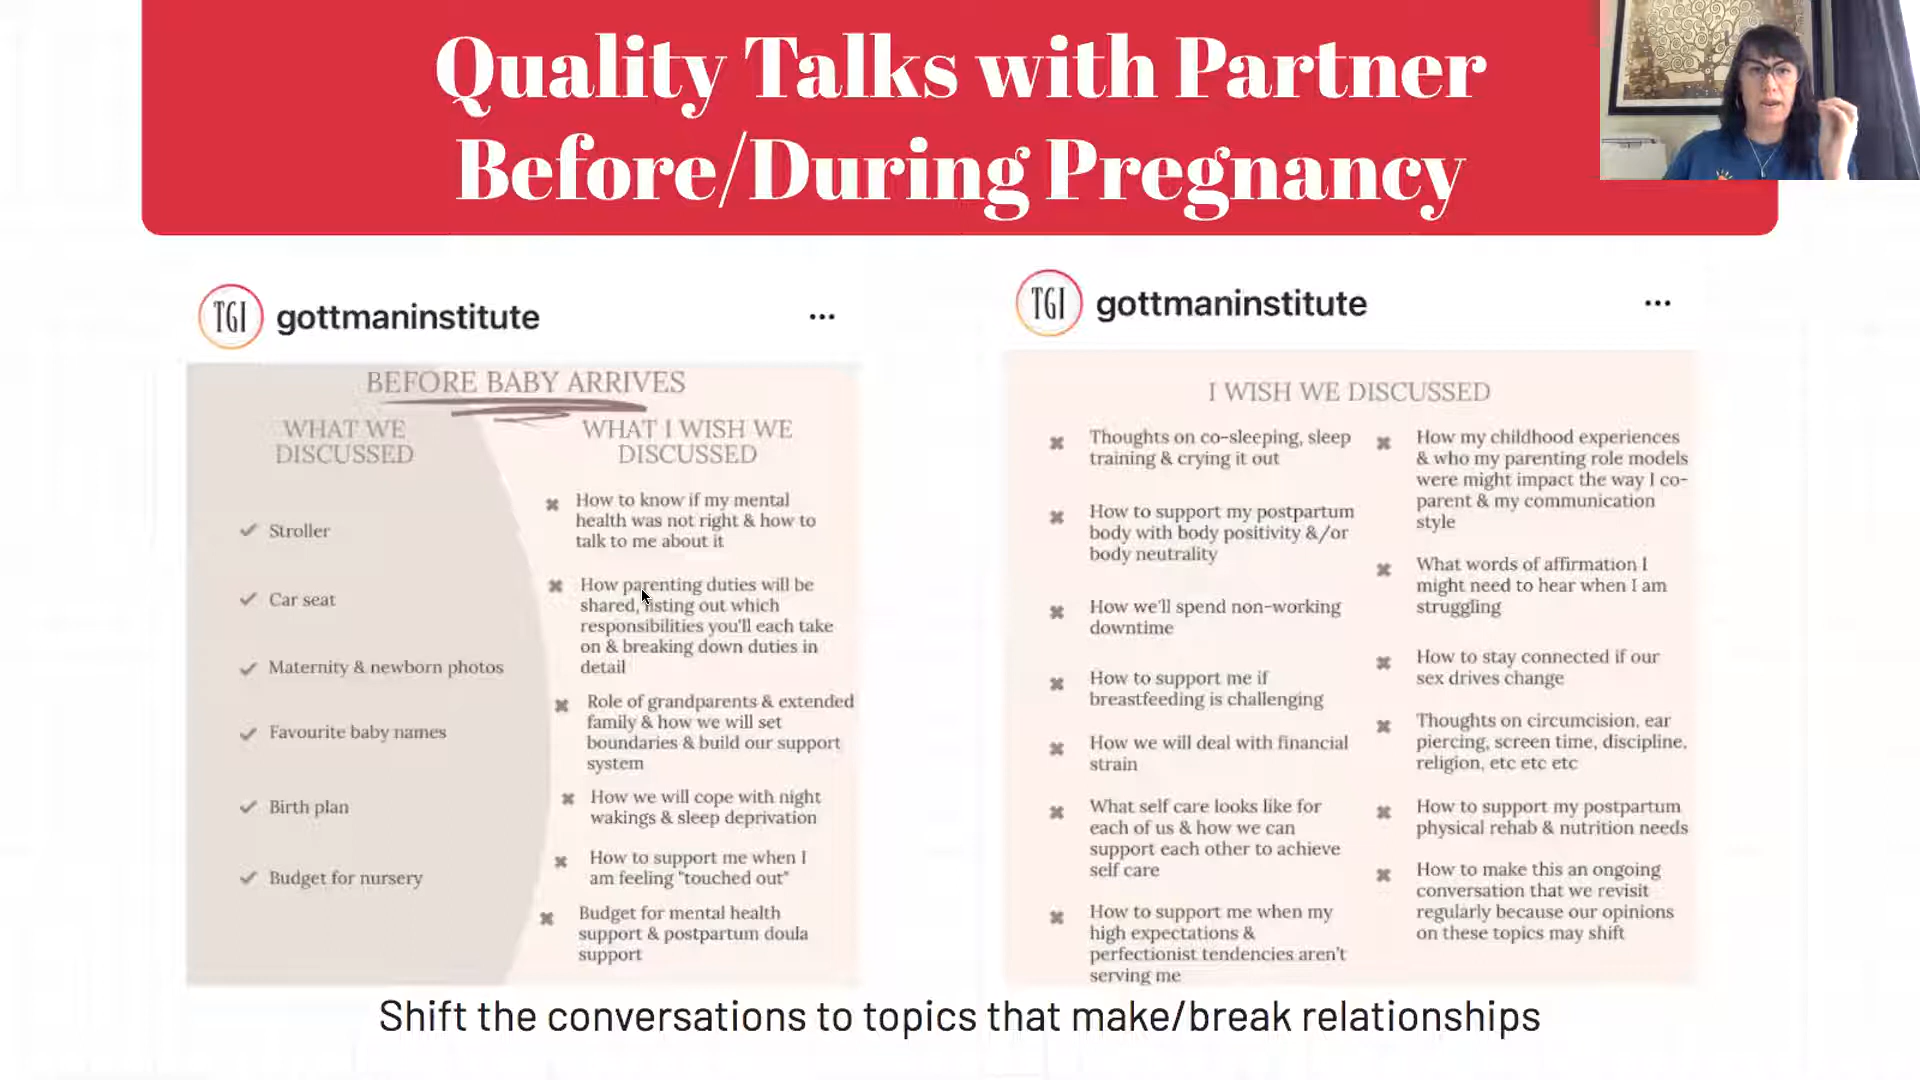 Quality Talks with Partner
Before/During Pregnancy
TGI gottmaninstitute ...
BEFORE BABY ARRIVES
WHAT WE
DISCUSSED
✓ Stroller
✓ Car seat
✓ Maternity & newborn photos
✓ Favourite baby names
✓ Birth plan
✓ Budget for nursery
WHAT I WISH WE
DISCUSSED
✖ How to know if my mental
health was not right & how to
talk to me about it
✖ How parenting duties will be
shared, listing out which
responsibilities you'll each take
on & breaking down duties in
detail
✖ Role of grandparents & extended
family & how we will set
boundaries & build our support
system
✖ How we will cope with night
wakings & sleep deprivation
✖ How to support me when I
am feeling "touched out"
✖ Budget for mental health
support & postpartum doula
support
TGI gottmaninstitute ...
I WISH WE DISCUSSED
✖ Thoughts on co-sleeping, sleep
training & crying it out
✖ How to support my postpartum
body with body positivity &/or
body neutrality
✖ How we'll spend non-working
downtime
✖ How to support me if
breastfeeding is challenging
✖ How we will deal with financial
strain
✖ What self care looks like for
each of us & how we can
support each other to achieve
self care
✖ How to support me when my
high expectations &
perfectionist tendencies aren't
serving me
✖ How my childhood experiences
& who my parenting role models
were might impact the way I co-
parent & my communication
style
✖ What words of affirmation I
might need to hear when I am
struggling
✖ How to stay connected if our
sex drives change
✖ Thoughts on circumcision, ear
piercing, screen time, discipline,
religion, etc etc etc
✖ How to support my postpartum
physical rehab & nutrition needs
✖ How to make this an ongoing
conversation that we revisit
regularly because our opinions
on these topics may shift
Shift the conversations to topics that make/break relationships